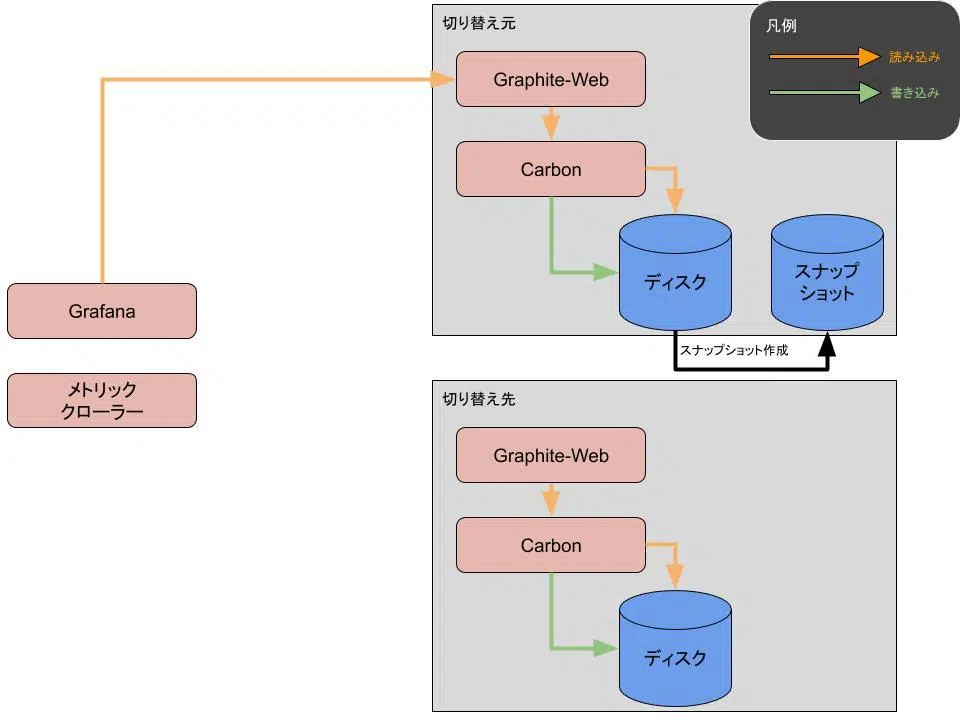 切り替え元
凡例
読み込み
書き込み
Graphite-Web
Carbon
ディスク
スナップ
ショット
スナップショット作成
Grafana
メトリック
クローラー
切り替え先
Graphite-Web
Carbon
ディスク